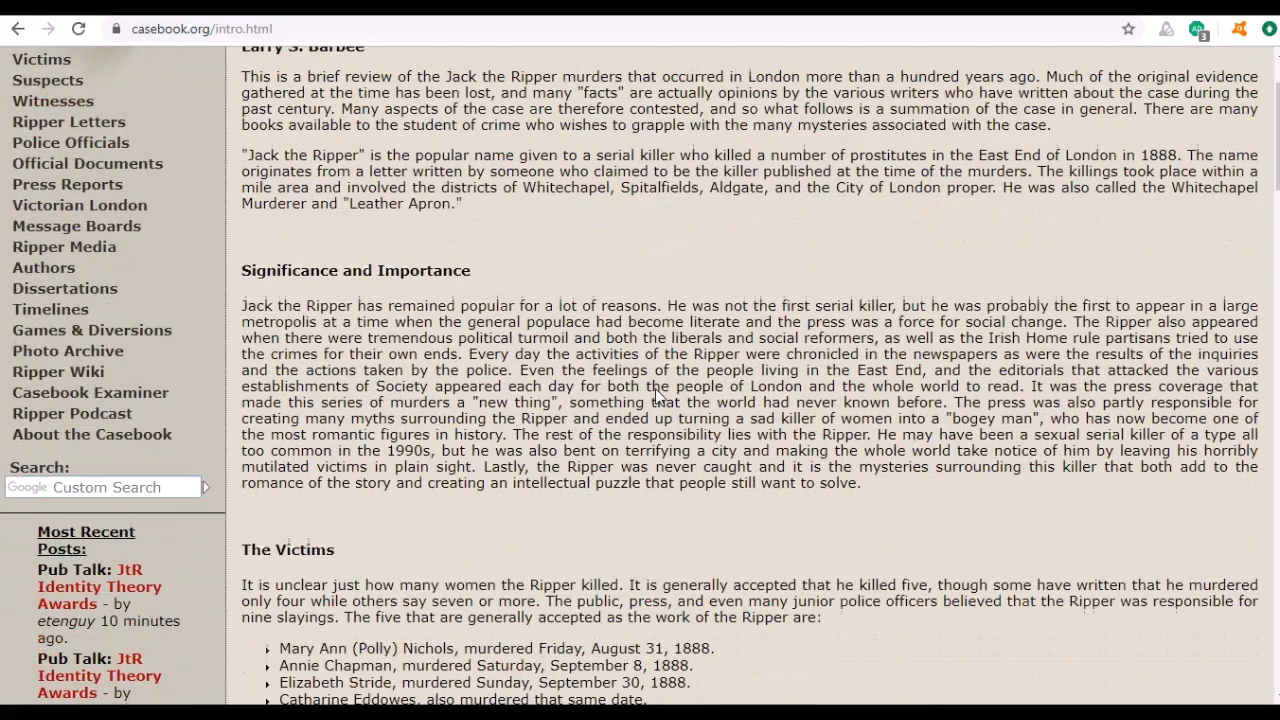 casebook.org/intro.html
3
Victims
Suspects
Witnesses
Ripper Letters
Police Officials
Official Documents
Press Reports
Victorian London
Message Boards
Ripper Media
Authors
Dissertations
Timelines
Games & Diversions
Photo Archive
Ripper Wiki
Casebook Examiner
Ripper Podcast
About the Casebook
Search:
Google Custom Search
Most Recent
Posts:
Pub Talk: JtR
Identity Theory
Awards - by
etenguy 10 minutes
ago.
Pub Talk: JtR
Identity Theory
Awards - by
Larry S. Barbee
This is a brief review of the Jack the Ripper murders that occurred in London more than a hundred years ago. Much of the original evidence
gathered at the time has been lost, and many "facts" are actually opinions by the various writers who have written about the case during the
past century. Many aspects of the case are therefore contested, and so what follows is a summation of the case in general. There are many
books available to the student of crime who wishes to grapple with the many mysteries associated with the case.
"Jack the Ripper" is the popular name given to a serial killer who killed a number of prostitutes in the East End of London in 1888. The name
originates from a letter written by someone who claimed to be the killer published at the time of the murders. The killings took place within a
mile area and involved the districts of Whitechapel, Spitalfields, Aldgate, and the City of London proper. He was also called the Whitechapel
Murderer and "Leather Apron."
Significance and Importance
Jack the Ripper has remained popular for a lot of reasons. He was not the first serial killer, but he was probably the first to appear in a large
metropolis at a time when the general populace had become literate and the press was a force for social change. The Ripper also appeared
when there were tremendous political turmoil and both the liberals and social reformers, as well as the Irish Home rule partisans tried to use
the crimes for their own ends. Every day the activities of the Ripper were chronicled in the newspapers as were the results of the inquiries
and the actions taken by the police. Even the feelings of the people living in the East End, and the editorials that attacked the various
establishments of Society appeared each day for both the people of London and the whole world to read. It was the press coverage that
made this series of murders a "new thing", something that the world had never known before. The press was also partly responsible for
creating many myths surrounding the Ripper and ended up turning a sad killer of women into a "bogey man", who has now become one of
the most romantic figures in history. The rest of the responsibility lies with the Ripper. He may have been a sexual serial killer of a type all
too common in the 1990s, but he was also bent on terrifying a city and making the whole world take notice of him by leaving his horribly
mutilated victims in plain sight. Lastly, the Ripper was never caught and it is the mysteries surrounding this killer that both add to the
romance of the story and creating an intellectual puzzle that people still want to solve.
The Victims
It is unclear just how many women the Ripper killed. It is generally accepted that he killed five, though some have written that he murdered
only four while others say seven or more. The public, press, and even many junior police officers believed that the Ripper was responsible for
nine slayings. The five that are generally accepted as the work of the Ripper are:
Mary Ann (Polly) Nichols, murdered Friday, August 31, 1888.
Annie Chapman, murdered Saturday, September 8, 1888.
Elizabeth Stride, murdered Sunday, September 30, 1888.
Catharine Eddowes, also murdered that same date.